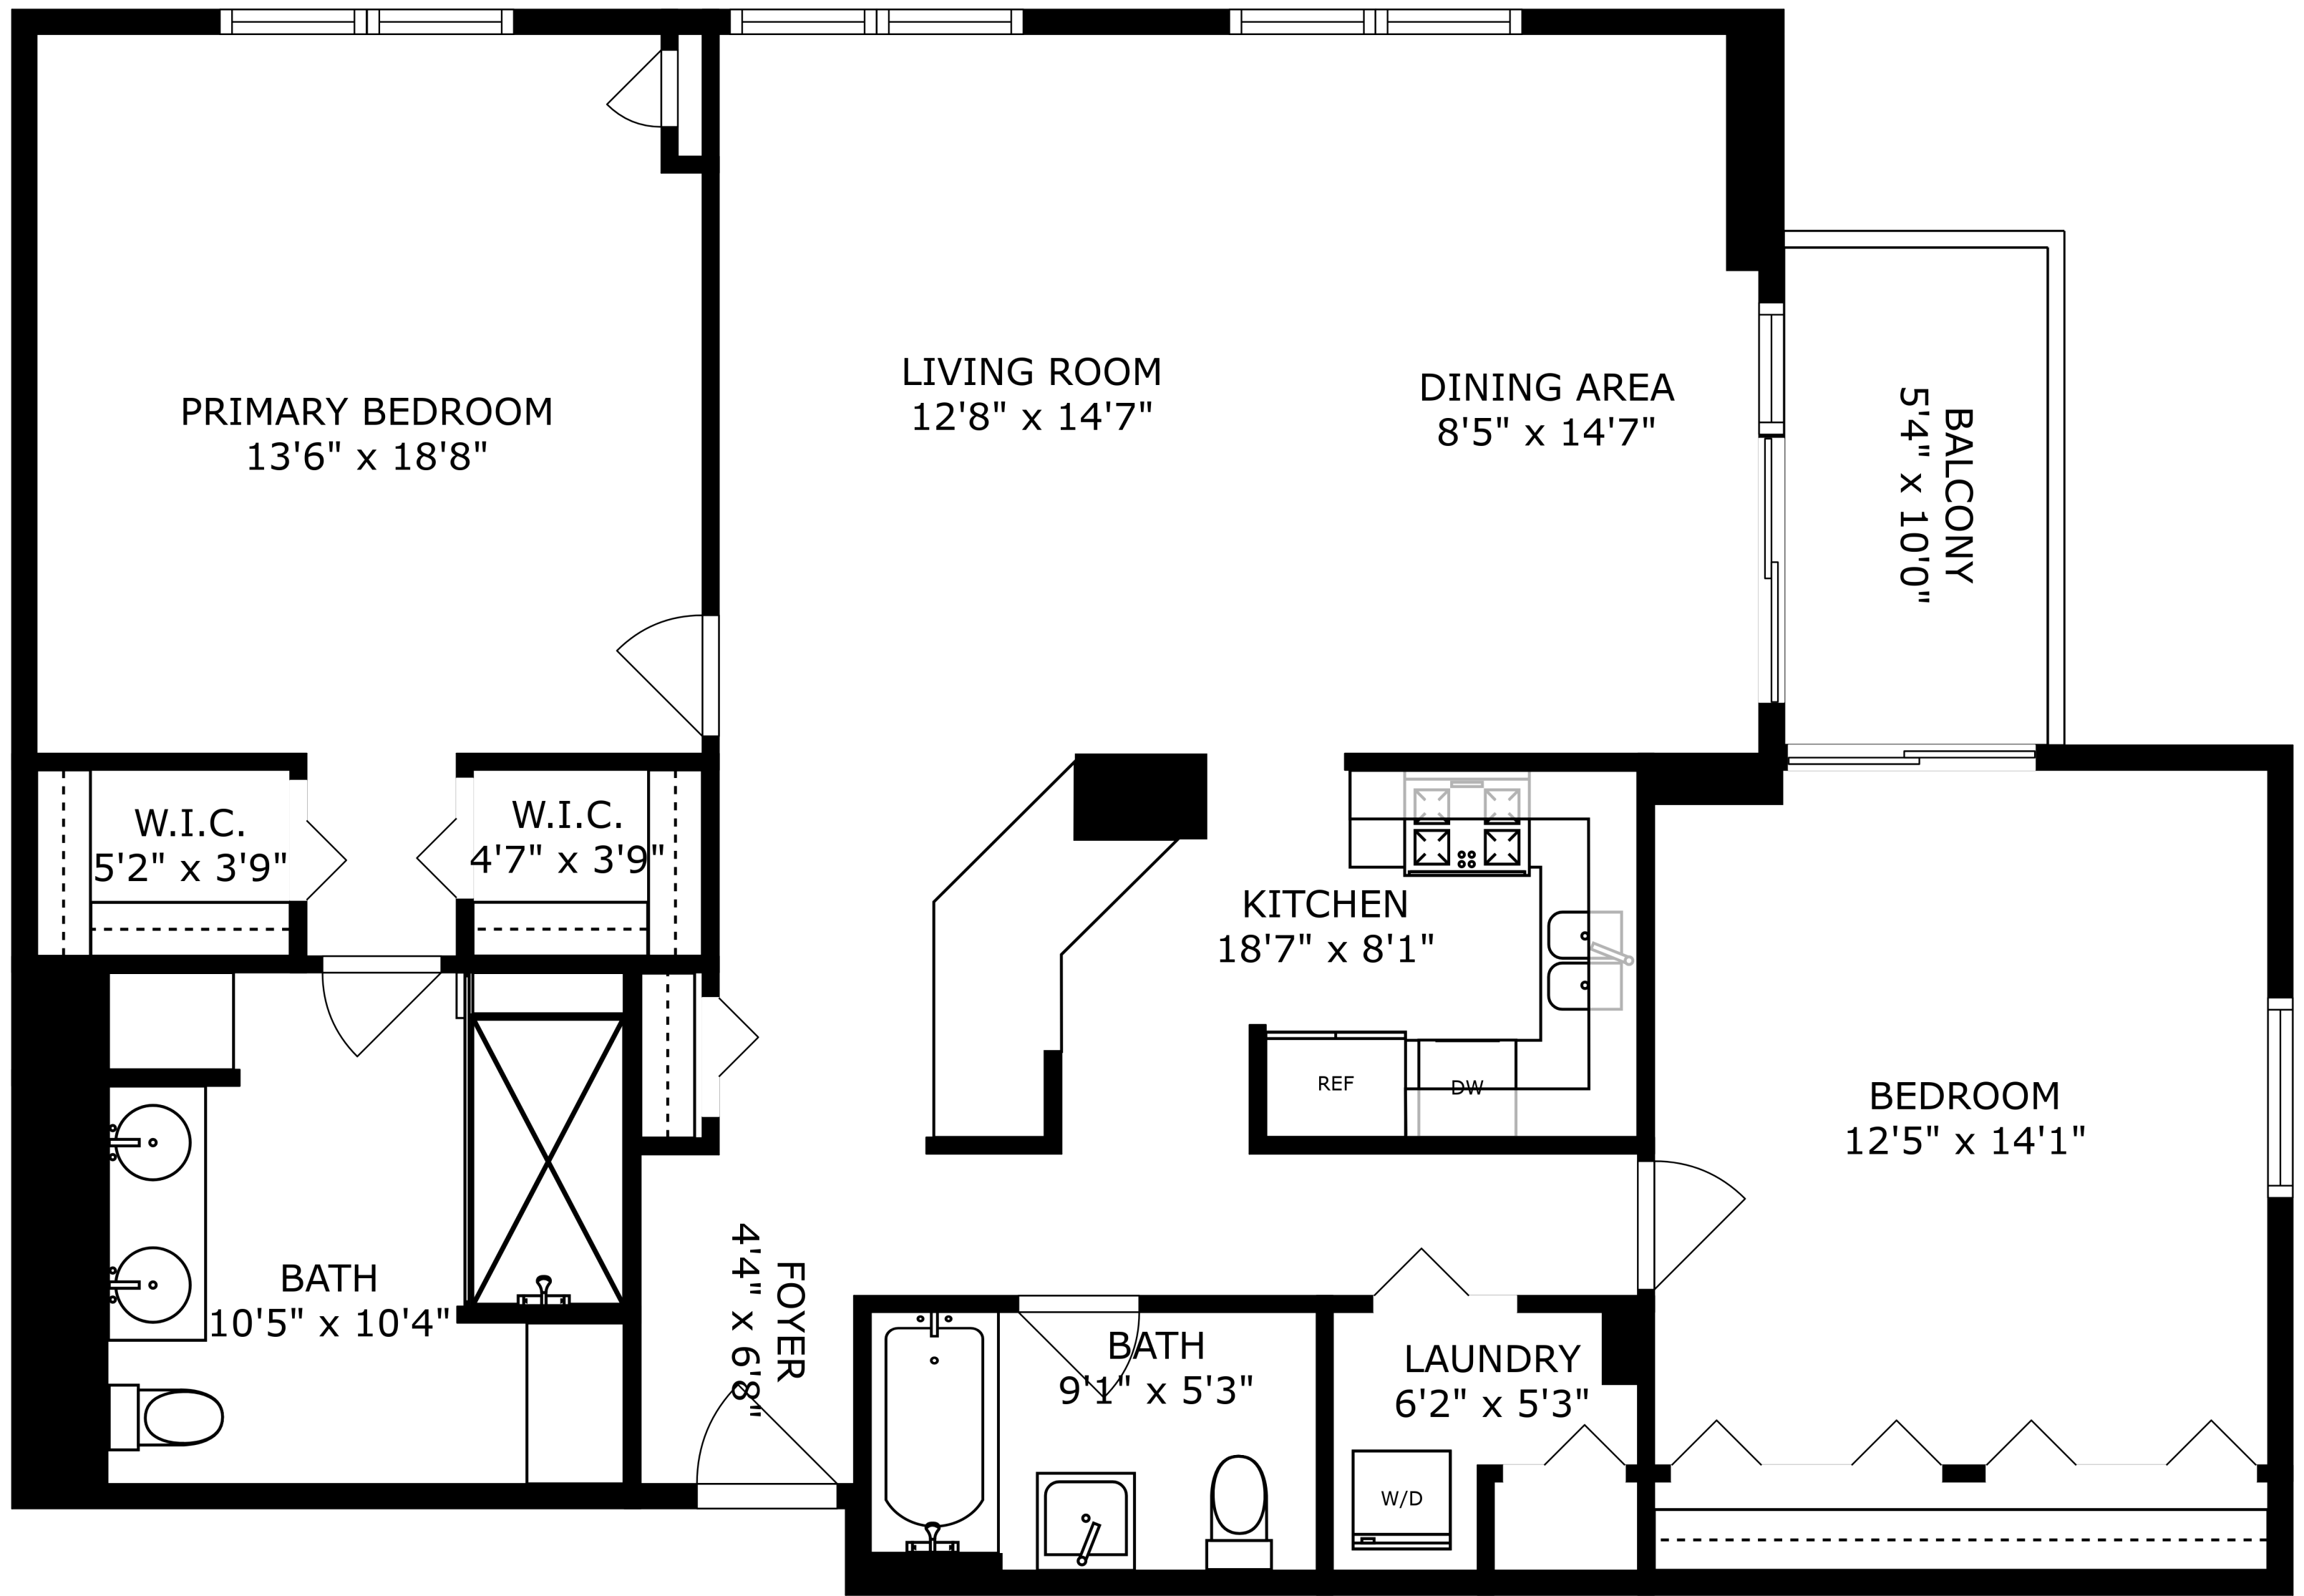 PRIMARY BEDROOM
13'6" x 18'8"
LIVING ROOM
12'8" x 14'7"
DINING AREA
8'5" x 14'7"
BALCONY
5'4" x 10'0"
W.I.C.
5'2" x 3'9"
W.I.C.
4'7" x 3'9"
KITCHEN
18'7" x 8'1"
REF
DW
BEDROOM
12'5" x 14'1"
BATH
10'5" x 10'4"
FOYER
4'4" x 6'8"
BATH
9'1" x 5'3"
LAUNDRY
6'2" x 5'3"
W/D